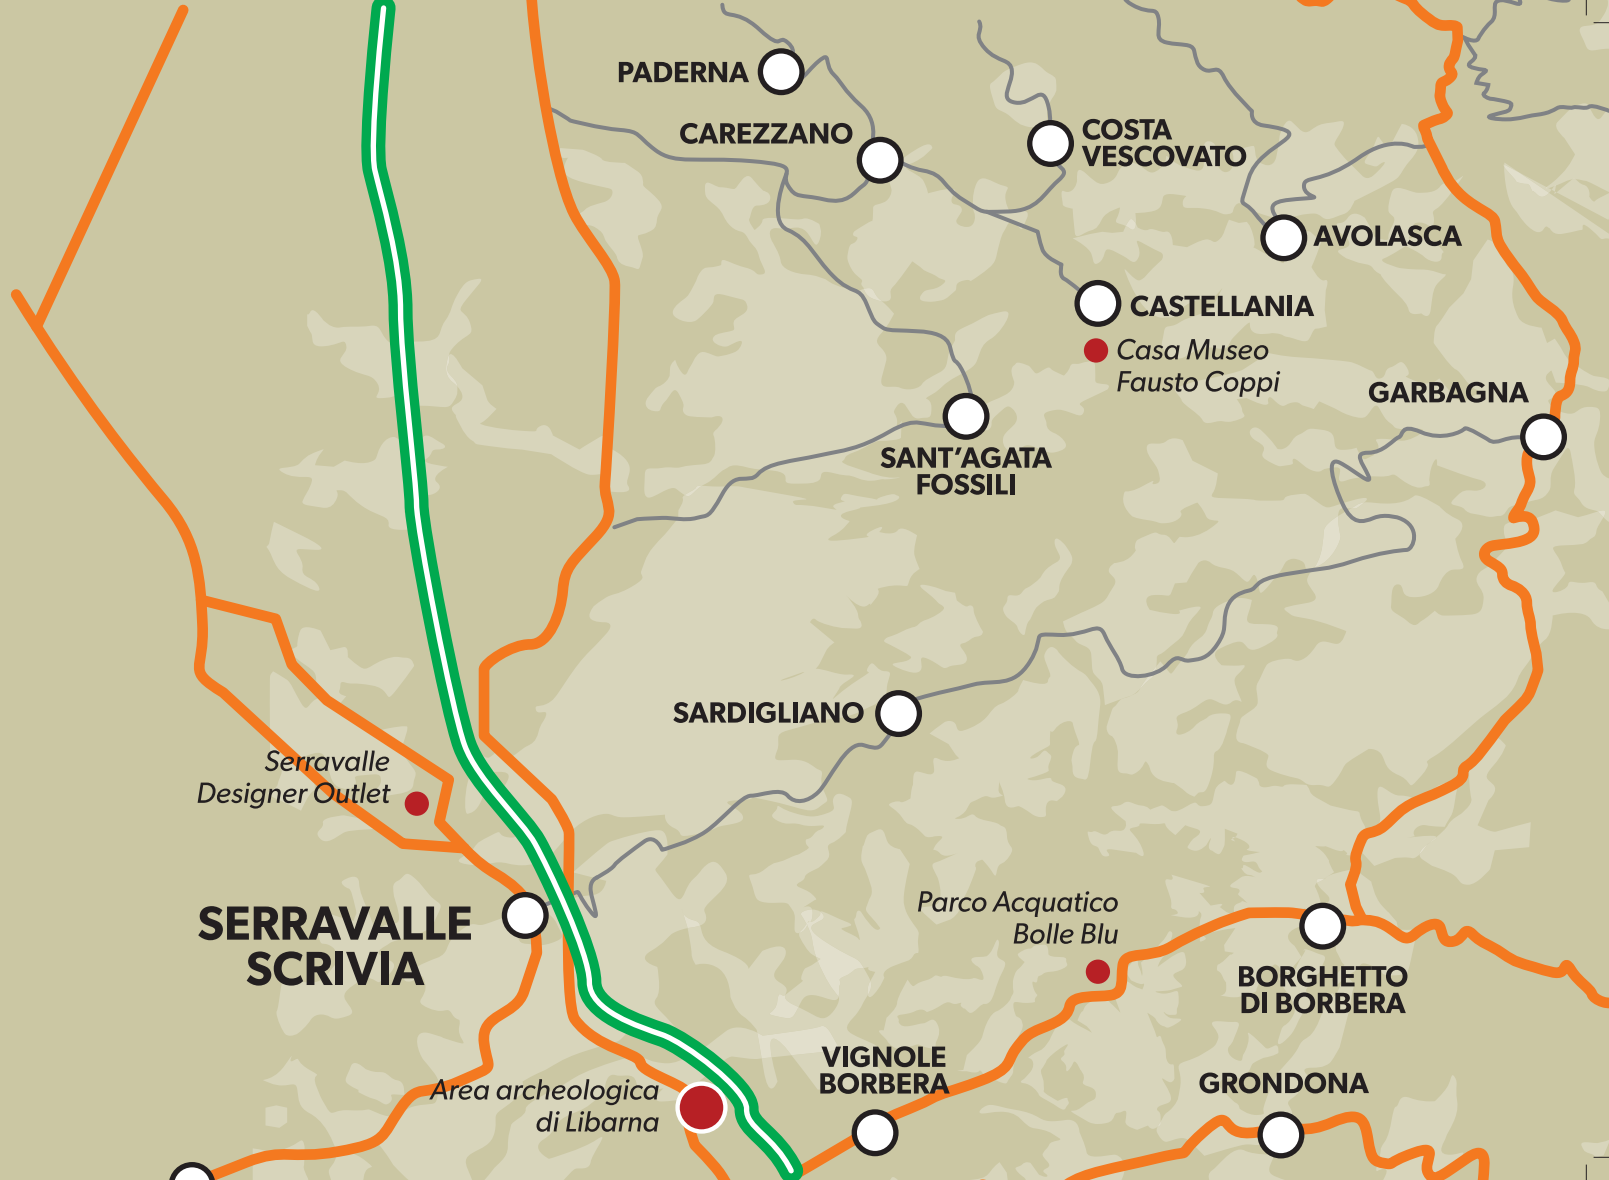 PADERNA
CAREZZANO
COSTA
VESCOVATO
AVOLASCA
CASTELLANIA
Casa Museo
Fausto Coppi
GARBAGNA
SANT’AGATA
FOSSILI
SARDIGLIANO
Serravalle
Designer Outlet
SERRAVALLE
SCRIVIA
Parco Acquatico
Bolle Blu
BORGHETTO
DI BORBERA
VIGNOLE
BORBERA
GRONDONA
Area archeologica
di Libarna